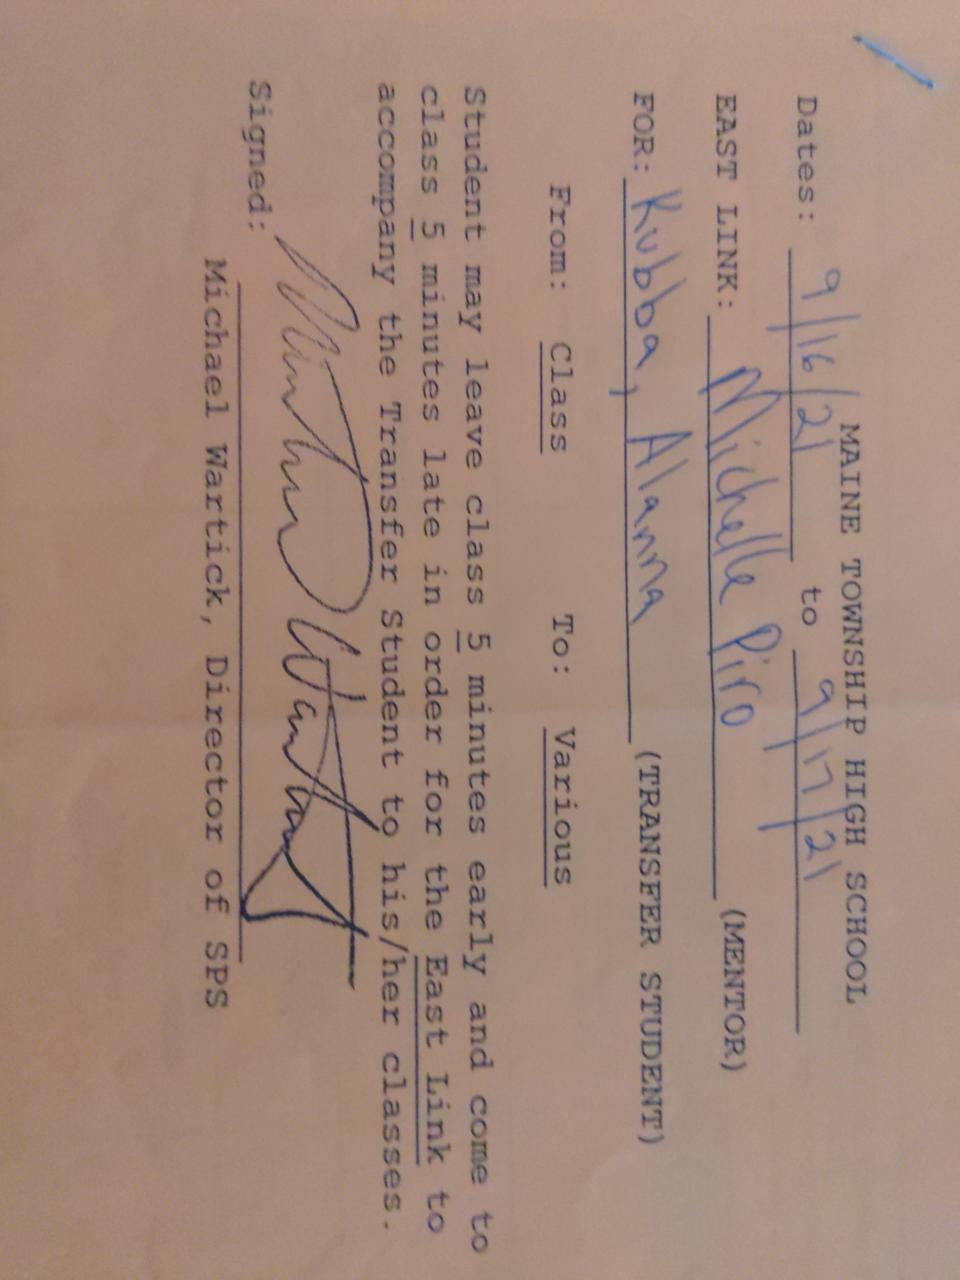 MAINE TOWNSHIP HIGH SCHOOL
Dates: 9/16/21 to 9/17/21
EAST LINK: Michelle Piro (MENTOR)
FOR: Kubba, Alanna (TRANSFER STUDENT)
From: Class To: Various
Student may leave class 5 minutes early and come to
class 5 minutes late in order for the East Link to
accompany the Transfer Student to his/her classes.
Signed:
Michael Wartick, Director of SPS